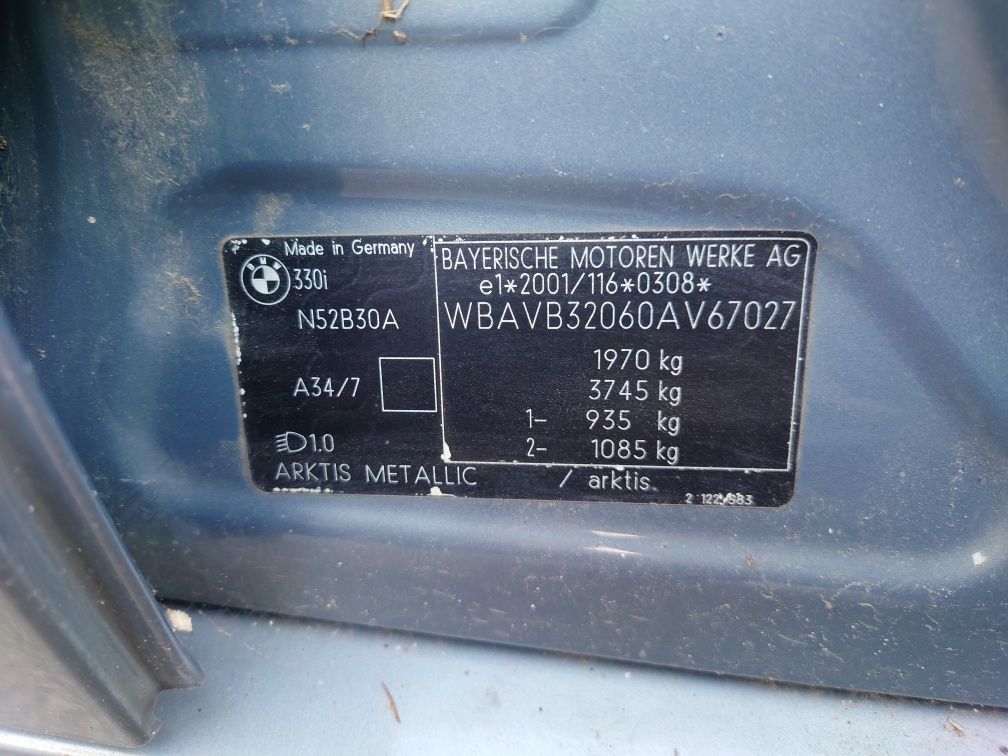 Made in Germany
BMW
330i
N52B30A
A34/7
1.0
BAYERISCHE MOTOREN WERKE AG
e1*2001/116*0308*
WBAVB32060AV67027
1970 kg
3745 kg
1- 935 kg
2- 1085 kg
ARKTIS METALLIC / arktis